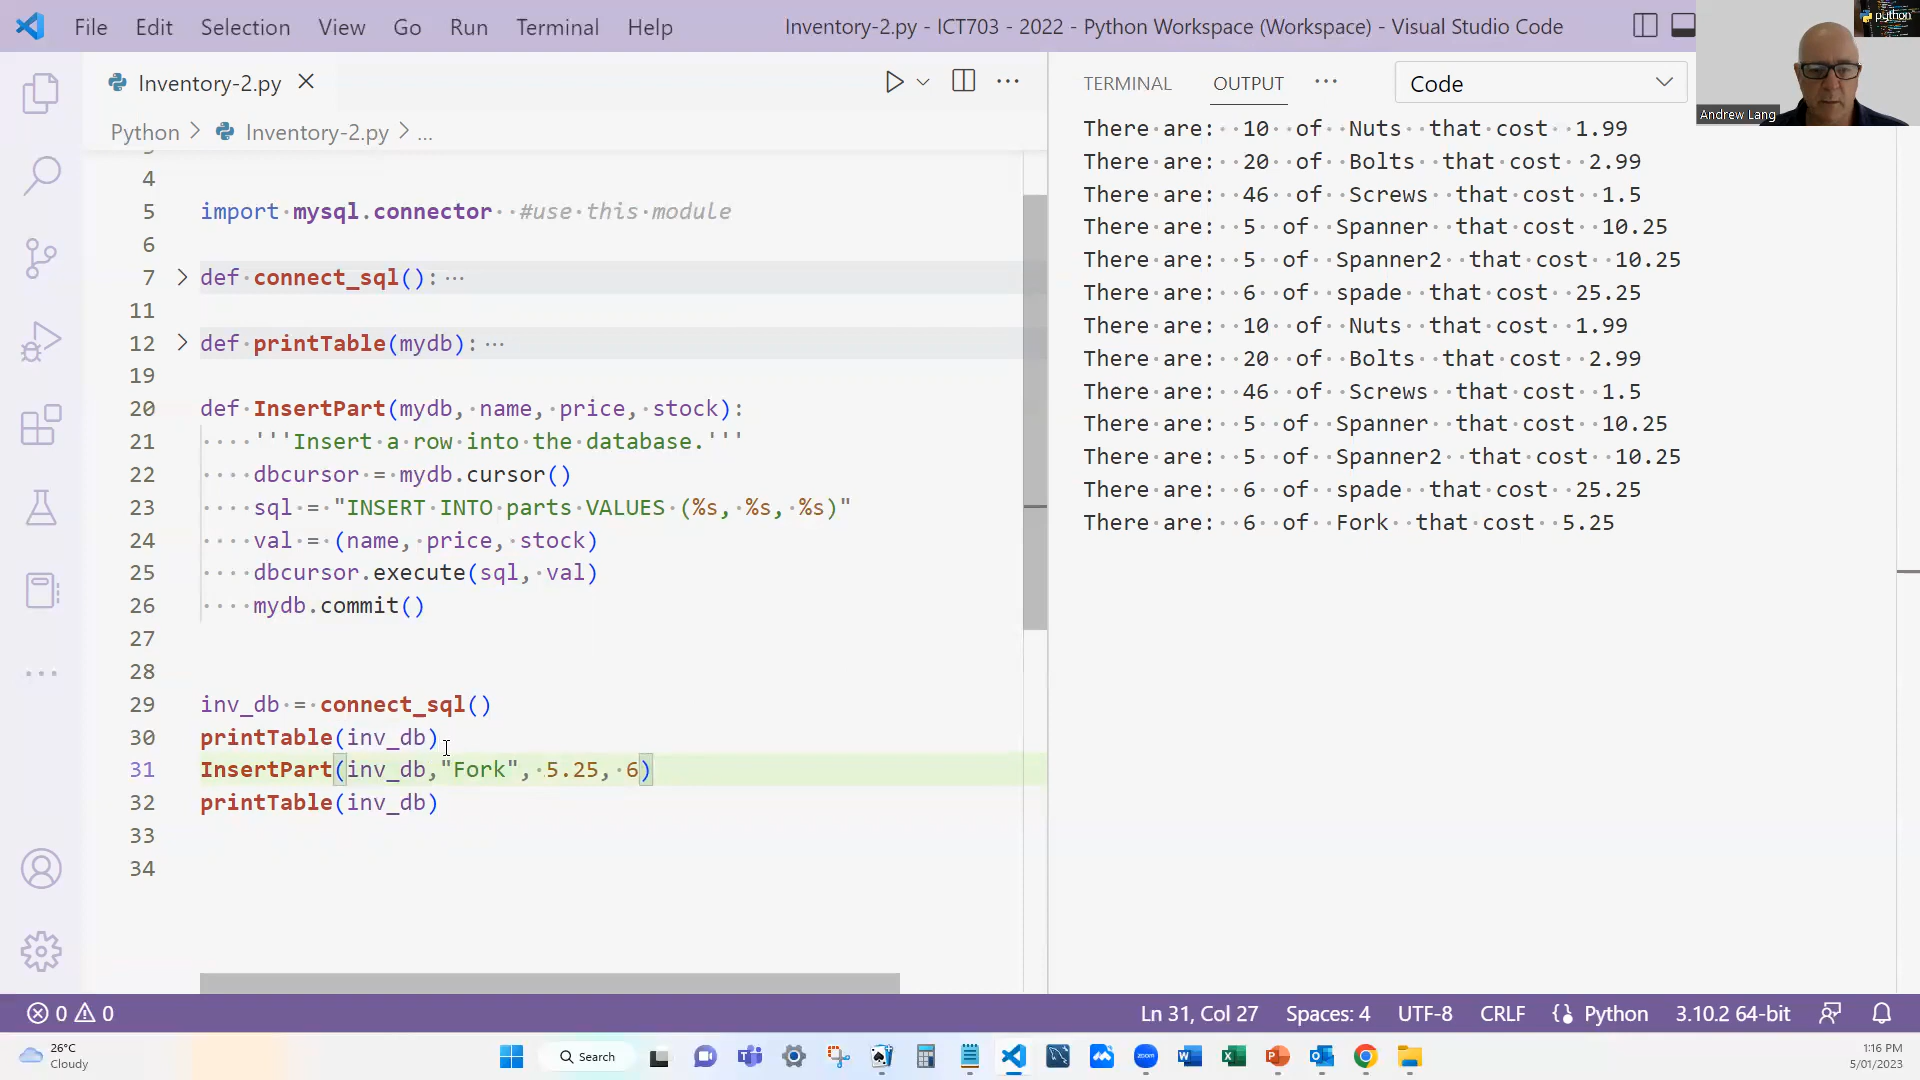 File Edit Selection View Go Run Terminal Help Inventory-2.py - ICT703 - 2022 - Python Workspace (Workspace) - Visual Studio Code
python
Andrew Lang
Inventory-2.py
Python > Inventory-2.py > ...
4
5 import mysql.connector #use this module
6
7 def connect_sql(): ...
11
12 def printTable(mydb): ...
19
20 def InsertPart(mydb, name, price, stock):
21 '''Insert a row into the database.'''
22 dbcursor = mydb.cursor()
23 sql = "INSERT INTO parts VALUES (%s, %s, %s)"
24 val = (name, price, stock)
25 dbcursor.execute(sql, val)
26 mydb.commit()
27
28
29 inv_db = connect_sql()
30 printTable(inv_db)
31 InsertPart(inv_db,"Fork", 5.25, 6)
32 printTable(inv_db)
33
34
TERMINAL OUTPUT ... Code
There are: 10 of Nuts that cost 1.99
There are: 20 of Bolts that cost 2.99
There are: 46 of Screws that cost 1.5
There are: 5 of Spanner that cost 10.25
There are: 5 of Spanner2 that cost 10.25
There are: 6 of spade that cost 25.25
There are: 10 of Nuts that cost 1.99
There are: 20 of Bolts that cost 2.99
There are: 46 of Screws that cost 1.5
There are: 5 of Spanner that cost 10.25
There are: 5 of Spanner2 that cost 10.25
There are: 6 of spade that cost 25.25
There are: 6 of Fork that cost 5.25
0 0 Ln 31, Col 27 Spaces: 4 UTF-8 CRLF Python 3.10.2 64-bit
26°C
Cloudy
Search
zoom
1:16 PM
5/01/2023